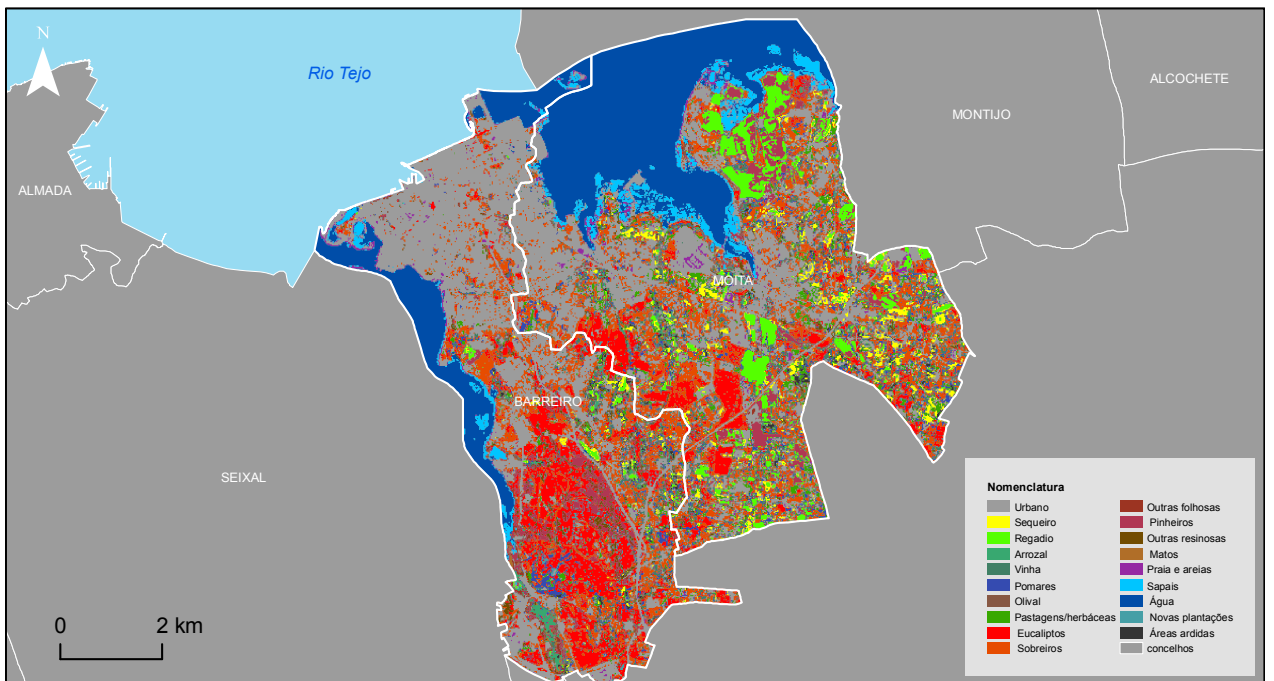 N
Rio Tejo
ALCOCHETE
MONTIJO
ALMADA
MOITA
BARREIRO
SEIXAL
0 2 km
Nomenclatura
Urbano
Sequeiro
Regadio
Arrozal
Vinha
Pomares
Olival
Pastagens/herbáceas
Eucaliptos
Sobreiros
Outras folhosas
Pinheiros
Outras resinosas
Matos
Praia e areias
Sapais
Água
Novas plantações
Áreas ardidas
concelhos